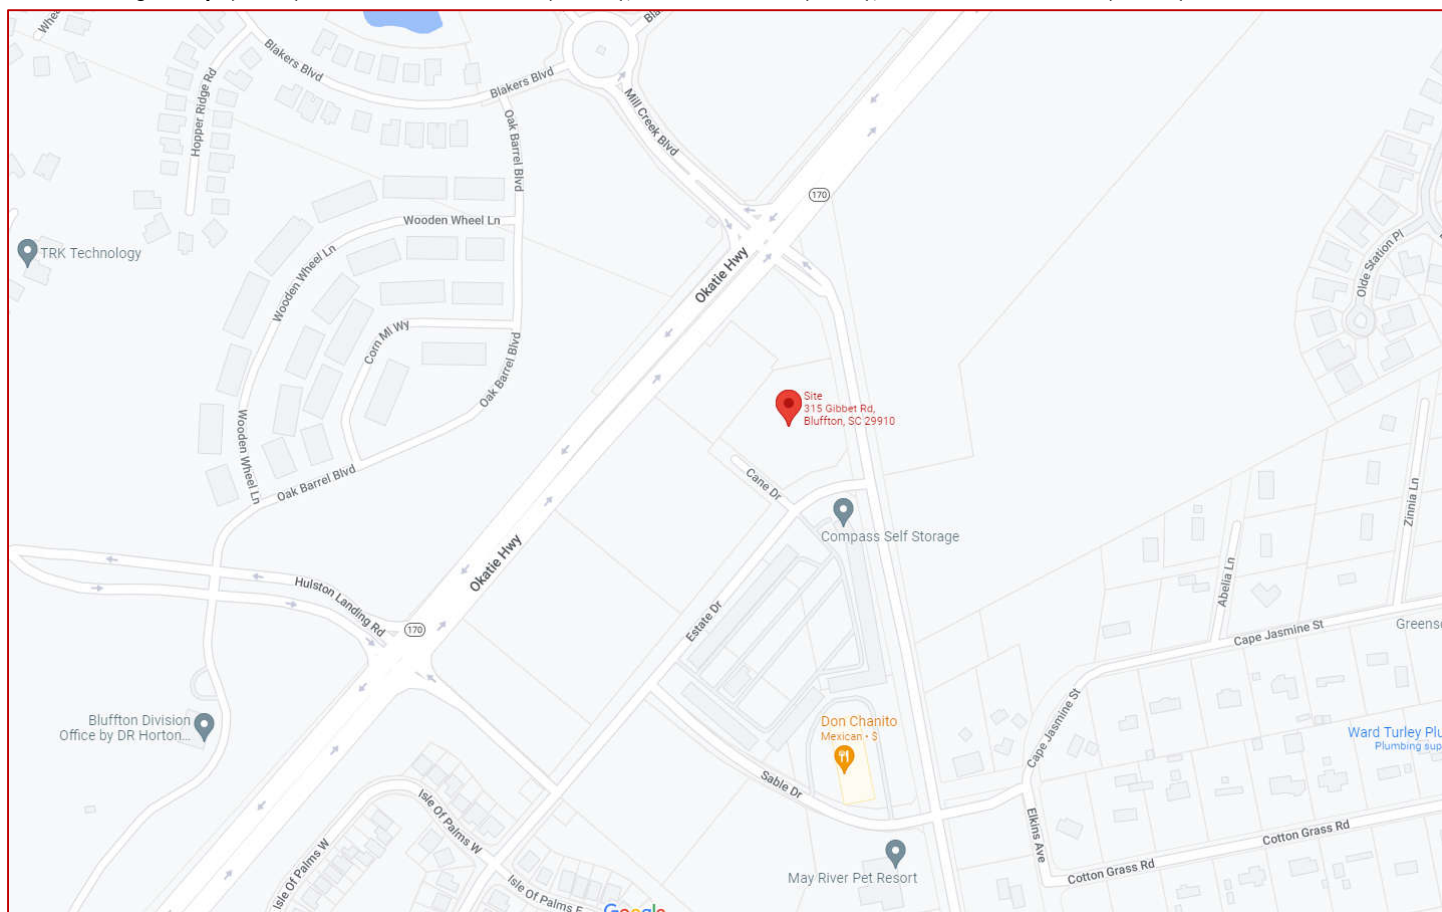 Blakers Blvd
Blakers Blvd
Hopper Ridge Rd
Oak Barrel Blvd
Mill Creek Blvd
170
Wooden Wheel Ln
TRK Technology
Wooden Wheel Ln
Okatie Hwy
Olde Station Pl
Corn Ml Wy
Oak Barrel Blvd
Site
315 Gibbet Rd,
Bluffton, SC 29910
Wooden Wheel Ln
Oak Barrel Blvd
Cane Dr
Zinnia Ln
Compass Self Storage
Okatie Hwy
Abelia Ln
Hulston Landing Rd
170
Estate Dr
Cape Jasmine St
Bluffton Division
Office by DR Horton...
Don Chanito
Mexican • $
Cape Jasmine St
Ward Turley Plu
Plumbing sup
Sable Dr
Isle Of Palms W
Isle Of Palms W
Elkins Ave
Cotton Grass Rd
Cotton Grass Rd
May River Pet Resort
Isle Of Palms E
Google